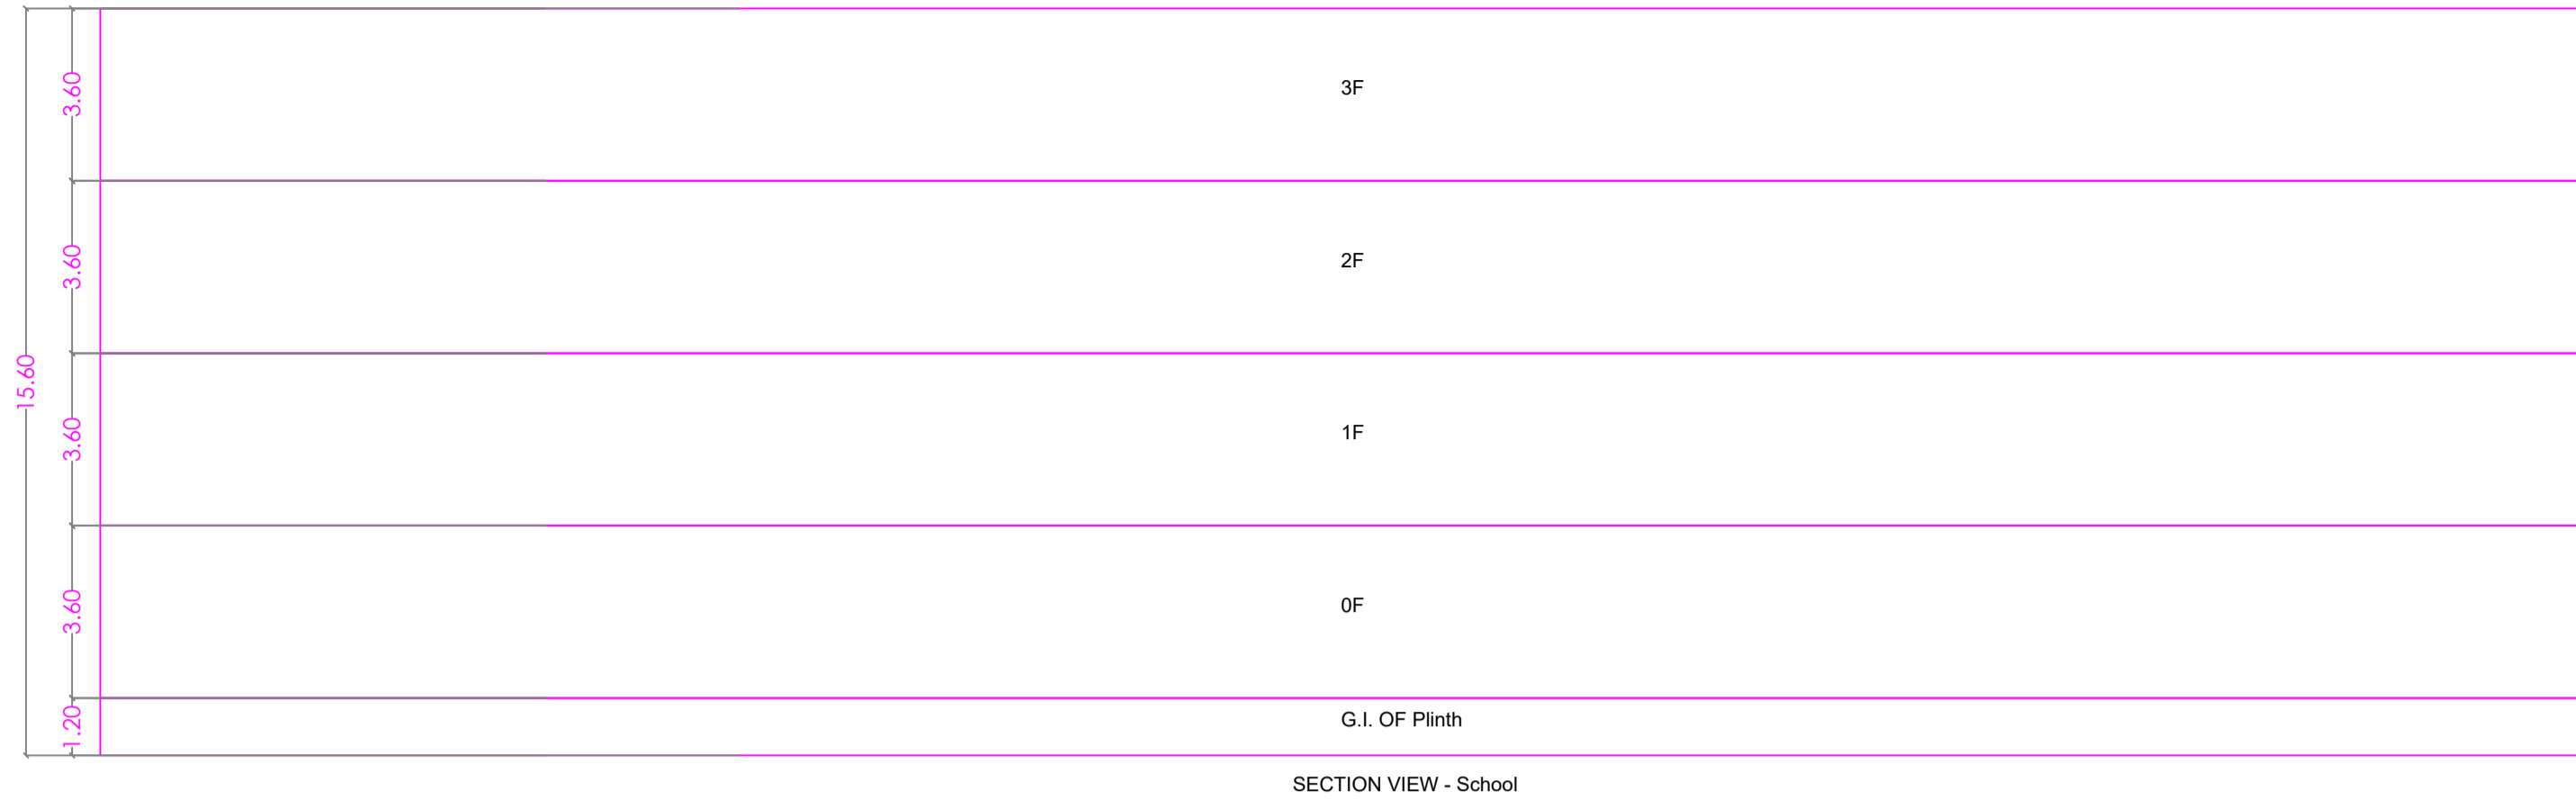 3.60
3F
3.60
2F
15.60
3.60
1F
3.60
0F
1.20
G.I. OF Plinth
SECTION VIEW - School